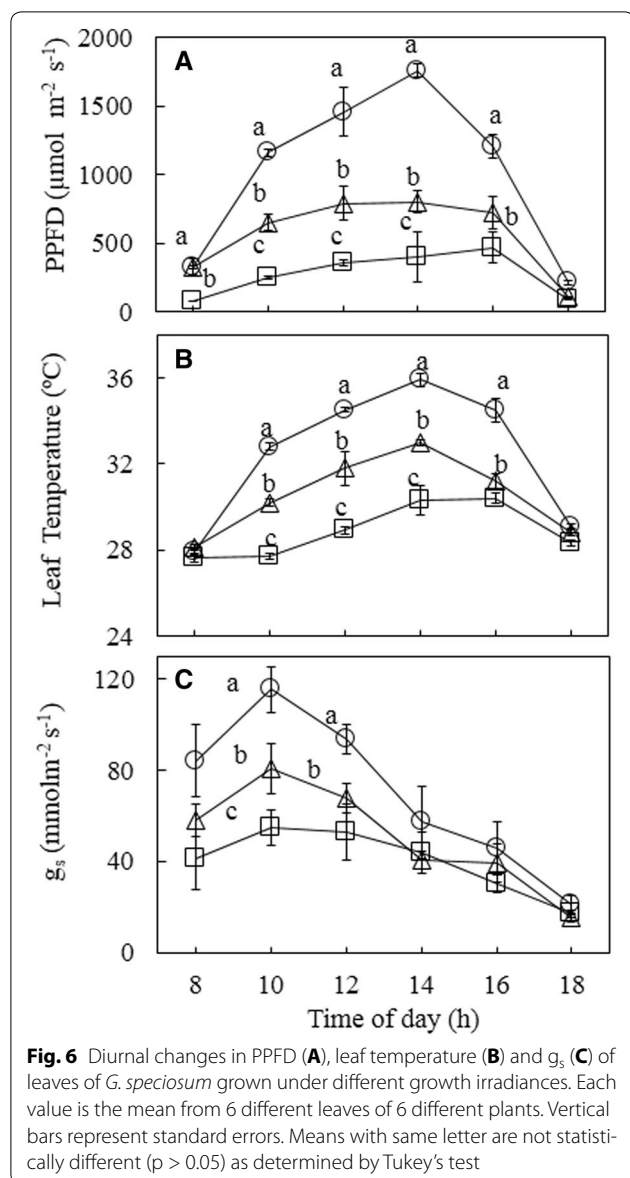 A
PPFD (µmol m⁻² s⁻¹)
2000
1500
1000
500
0
a
a
a
a
a
b
b
b
b
b
c
c
c
B
Leaf Temperature (ºC)
36
32
28
24
a
a
a
a
b
b
b
b
c
c
c
C
gₛ (mmolm⁻² s⁻¹)
120
80
40
0
a
a
b
b
c
8 10 12 14 16 18
Time of day (h)
Fig. 6 Diurnal changes in PPFD (A), leaf temperature (B) and gₛ (C) of
leaves of G. speciosum grown under different growth irradiances. Each
value is the mean from 6 different leaves of 6 different plants. Vertical
bars represent standard errors. Means with same letter are not statisti-
cally different (p > 0.05) as determined by Tukey's test